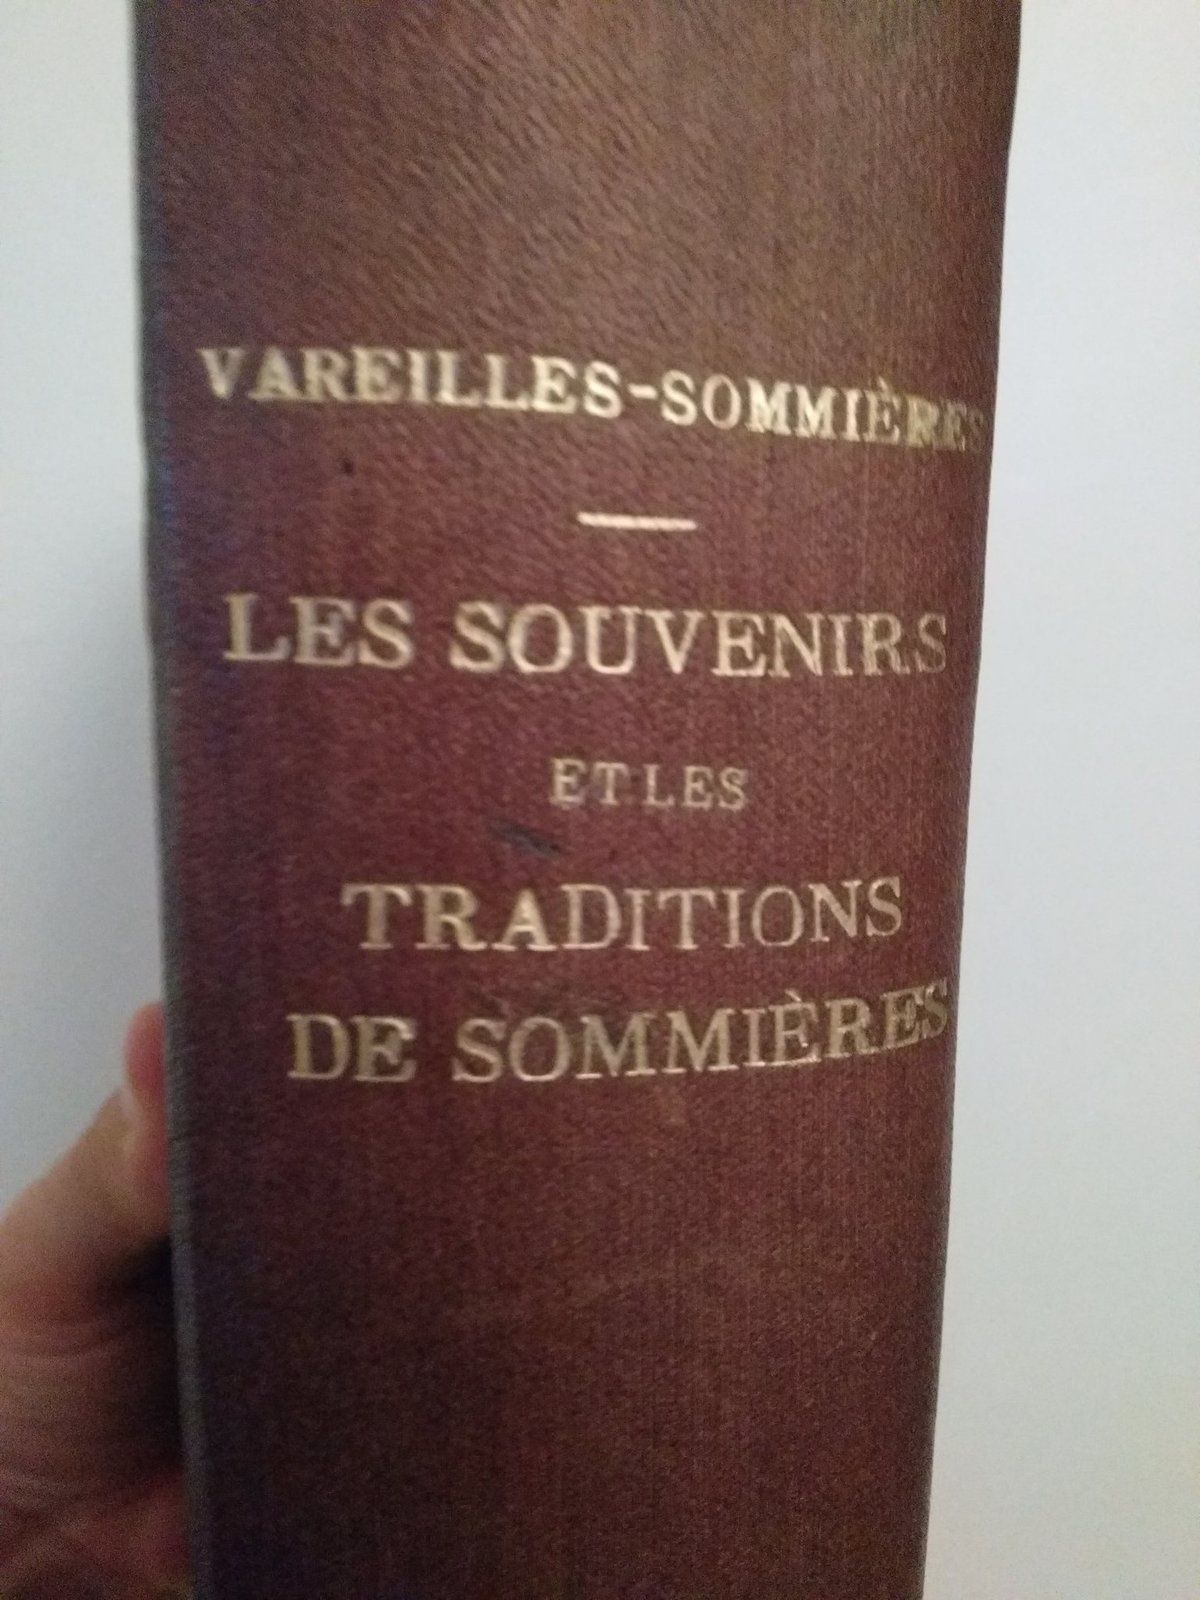 VAREILLES-SOMMIÈRES
LES SOUVENIRS
ET LES
TRADITIONS
DE SOMMIÈRES